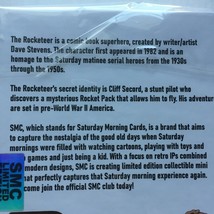 The Rocketeer is a comic book superhero, created by writer/artist
Dave Stevens. The character first appeared in 1982 and is an
homage to the Saturday matinee serial heroes from the 1930s
through the 1950s.
The Rocketeer's secret identity is Cliff Secord, a stunt pilot who
discovers a mysterious Rocket Pack that allows him to fly. His adventures
are set in pre-World War II America.
SMC, which stands for Saturday Morning Cards, is a brand that aims
to capture the nostalgia of the good old days when Saturday
mornings were filled with watching cartoons, playing with toys and
games and just being a kid. With a focus on retro IPs combined
modern designs, SMC is creating limited edition collectible mini
that perfectly captures that Saturday morning experience again.
come join the official SMC club today!
SMC